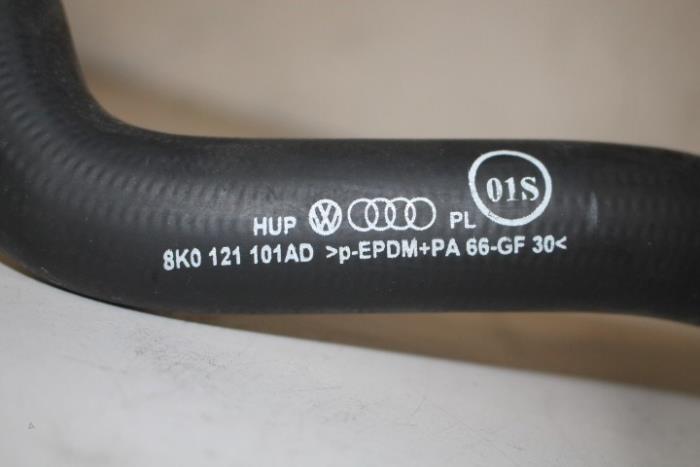 01S
HUP PL
8K0 121 101AD >p-EPDM+PA 66-GF 30<